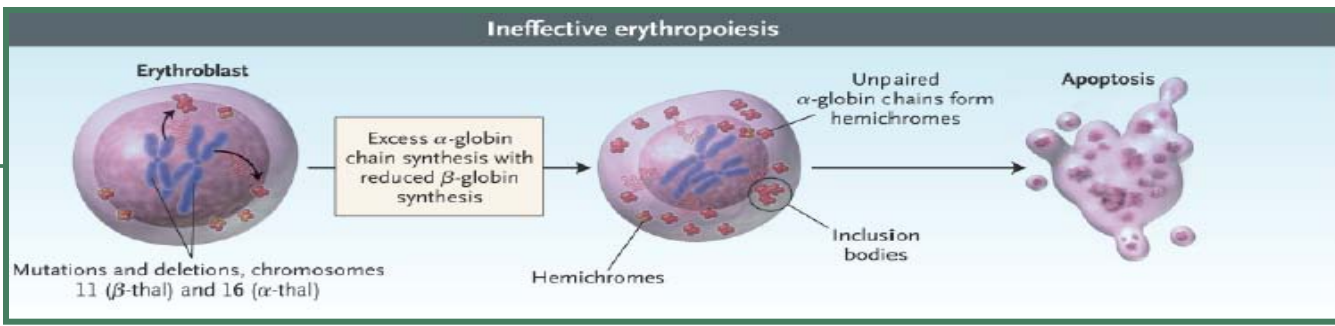 Ineffective erythropoiesis
Erythroblast
Mutations and deletions, chromosomes
11 (β-thal) and 16 (α-thal)
Excess α-globin
chain synthesis with
reduced β-globin
synthesis
Unpaired
α-globin chains form
hemichromes
Hemichromes
Inclusion
bodies
Apoptosis